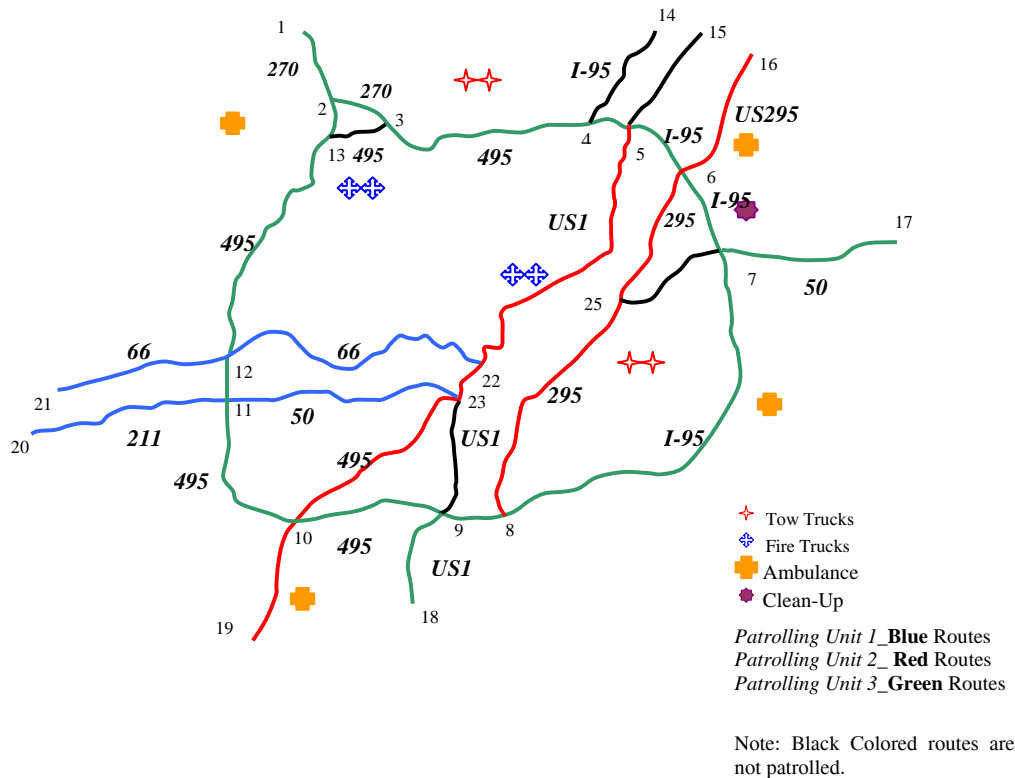 14
1
15
I-95
16
270
270
US295
2
3
4
5
I-95
495
13
495
6
I-95
US1
295
17
495
7
50
25
66
66
12
22
21
11
50
23
295
20
211
US1
I-95
495
495
10
9
8
495
US1
18
19
Tow Trucks
Fire Trucks
Ambulance
Clean-Up
Patrolling Unit 1_Blue Routes
Patrolling Unit 2_ Red Routes
Patrolling Unit 3_Green Routes
Note: Black Colored routes are
not patrolled.